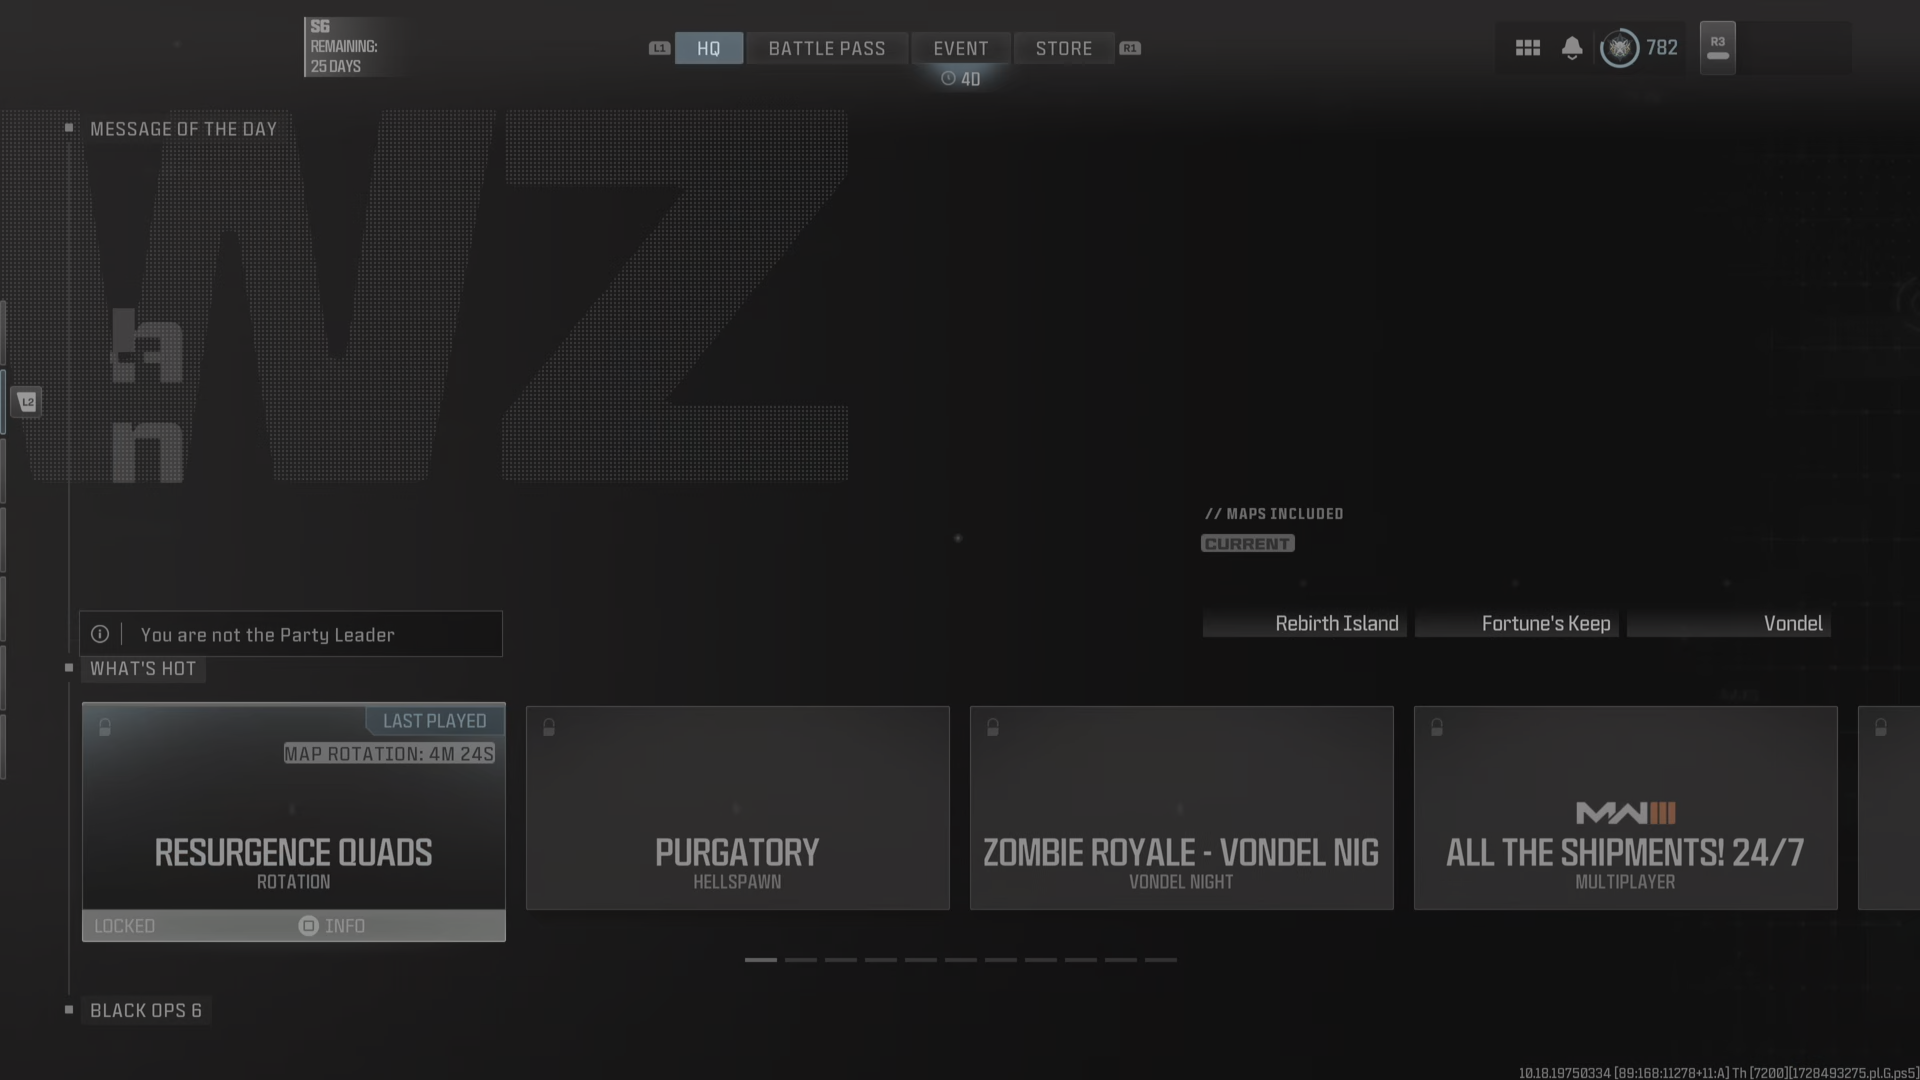 S6
REMAINING:
25 DAYS
L1
HQ
BATTLE PASS
EVENT
STORE
R1
4D
782
R3
MESSAGE OF THE DAY
WZ
L2
// MAPS INCLUDED
CURRENT
Rebirth Island
Fortune's Keep
Vondel
You are not the Party Leader
WHAT'S HOT
LAST PLAYED
MAP ROTATION: 4M 24S
RESURGENCE QUADS
ROTATION
LOCKED
INFO
PURGATORY
HELLSPAWN
ZOMBIE ROYALE - VONDEL NIG
VONDEL NIGHT
MWIII
ALL THE SHIPMENTS! 24/7
MULTIPLAYER
BLACK OPS 6
10.18.19750334 [89:168:11278+11:A] Th [7200][1728493275.pl.G.ps5]